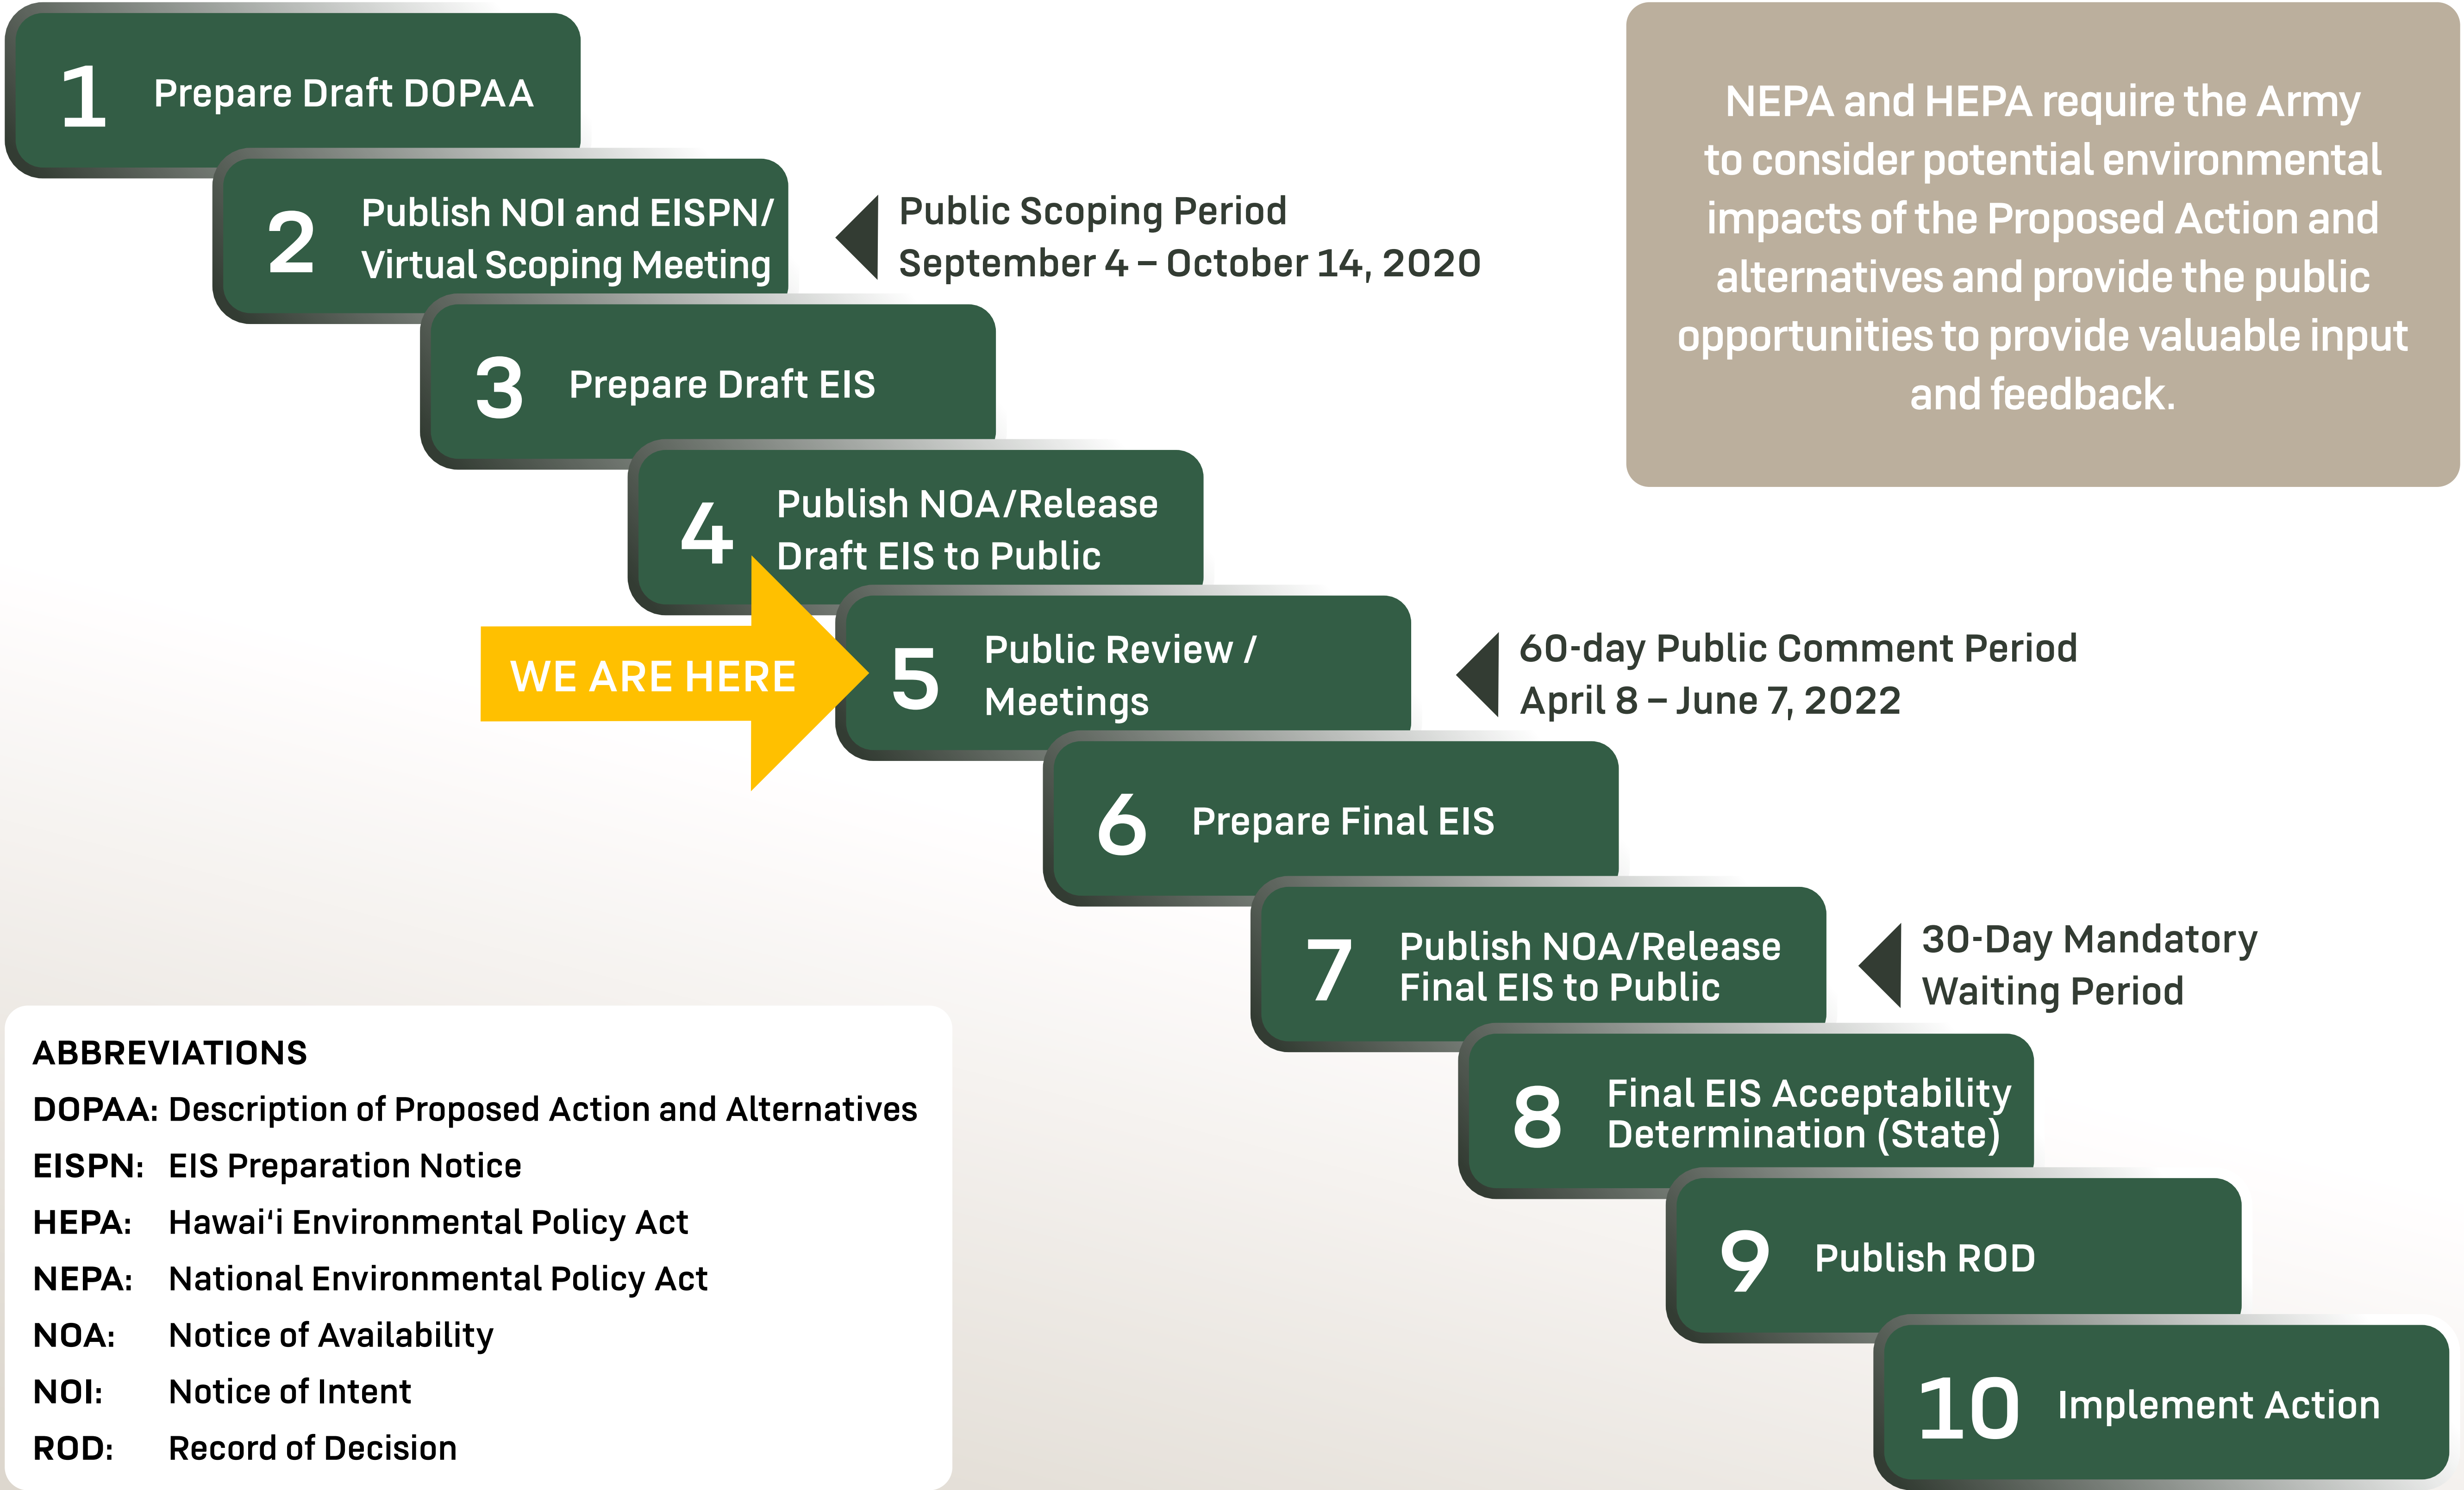 1 Prepare Draft DOPAA
NEPA and HEPA require the Army
to consider potential environmental
impacts of the Proposed Action and
alternatives and provide the public
opportunities to provide valuable input
and feedback.
2 Publish NOI and EISPN/
Virtual Scoping Meeting
Public Scoping Period
September 4 – October 14, 2020
3 Prepare Draft EIS
4 Publish NOA/Release
Draft EIS to Public
WE ARE HERE
5 Public Review /
Meetings
60-day Public Comment Period
April 8 – June 7, 2022
6 Prepare Final EIS
7 Publish NOA/Release
Final EIS to Public
30-Day Mandatory
Waiting Period
8 Final EIS Acceptability
Determination (State)
9 Publish ROD
10 Implement Action
ABBREVIATIONS
DOPAA: Description of Proposed Action and Alternatives
EISPN: EIS Preparation Notice
HEPA: Hawai‘i Environmental Policy Act
NEPA: National Environmental Policy Act
NOA: Notice of Availability
NOI: Notice of Intent
ROD: Record of Decision